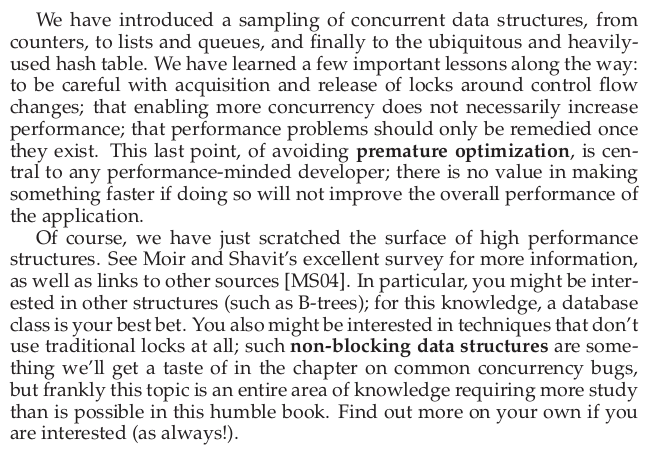 We have introduced a sampling of concurrent data structures, from
counters, to lists and queues, and finally to the ubiquitous and heavily-
used hash table. We have learned a few important lessons along the way:
to be careful with acquisition and release of locks around control flow
changes; that enabling more concurrency does not necessarily increase
performance; that performance problems should only be remedied once
they exist. This last point, of avoiding premature optimization, is cen-
tral to any performance-minded developer; there is no value in making
something faster if doing so will not improve the overall performance of
the application.
Of course, we have just scratched the surface of high performance
structures. See Moir and Shavit's excellent survey for more information,
as well as links to other sources [MS04]. In particular, you might be inter-
ested in other structures (such as B-trees); for this knowledge, a database
class is your best bet. You also might be interested in techniques that don't
use traditional locks at all; such non-blocking data structures are some-
thing we'll get a taste of in the chapter on common concurrency bugs,
but frankly this topic is an entire area of knowledge requiring more study
than is possible in this humble book. Find out more on your own if you
are interested (as always!).